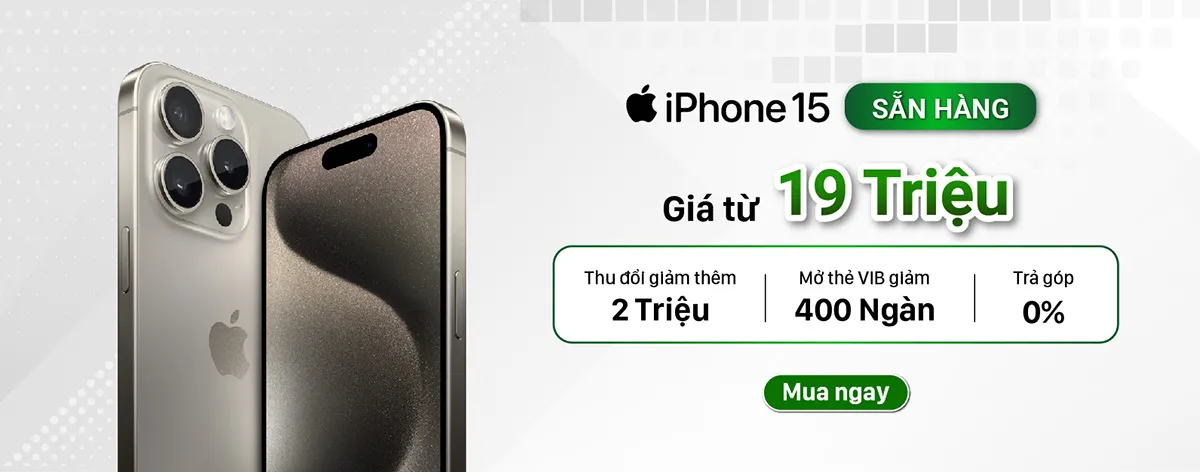 iPhone 15 SẴN HÀNG
Giá từ 19 Triệu
Thu đổi giảm thêm
2 Triệu
Mở thẻ VIB giảm
400 Ngàn
Trả góp
0%
Mua ngay